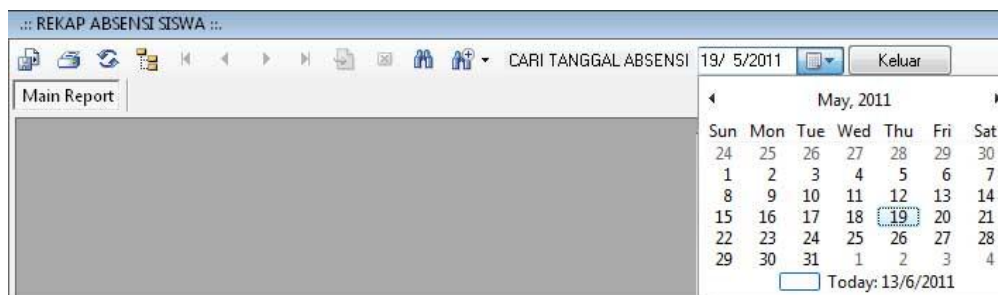 .:: REKAP ABSENSI SISWA ::.
CARI TANGGAL ABSENSI 19/ 5/2011 Keluar
Main Report
May, 2011
Sun Mon Tue Wed Thu Fri Sat
24 25 26 27 28 29 30
1 2 3 4 5 6 7
8 9 10 11 12 13 14
15 16 17 18 19 20 21
22 23 24 25 26 27 28
29 30 31 1 2 3 4
Today: 13/6/2011